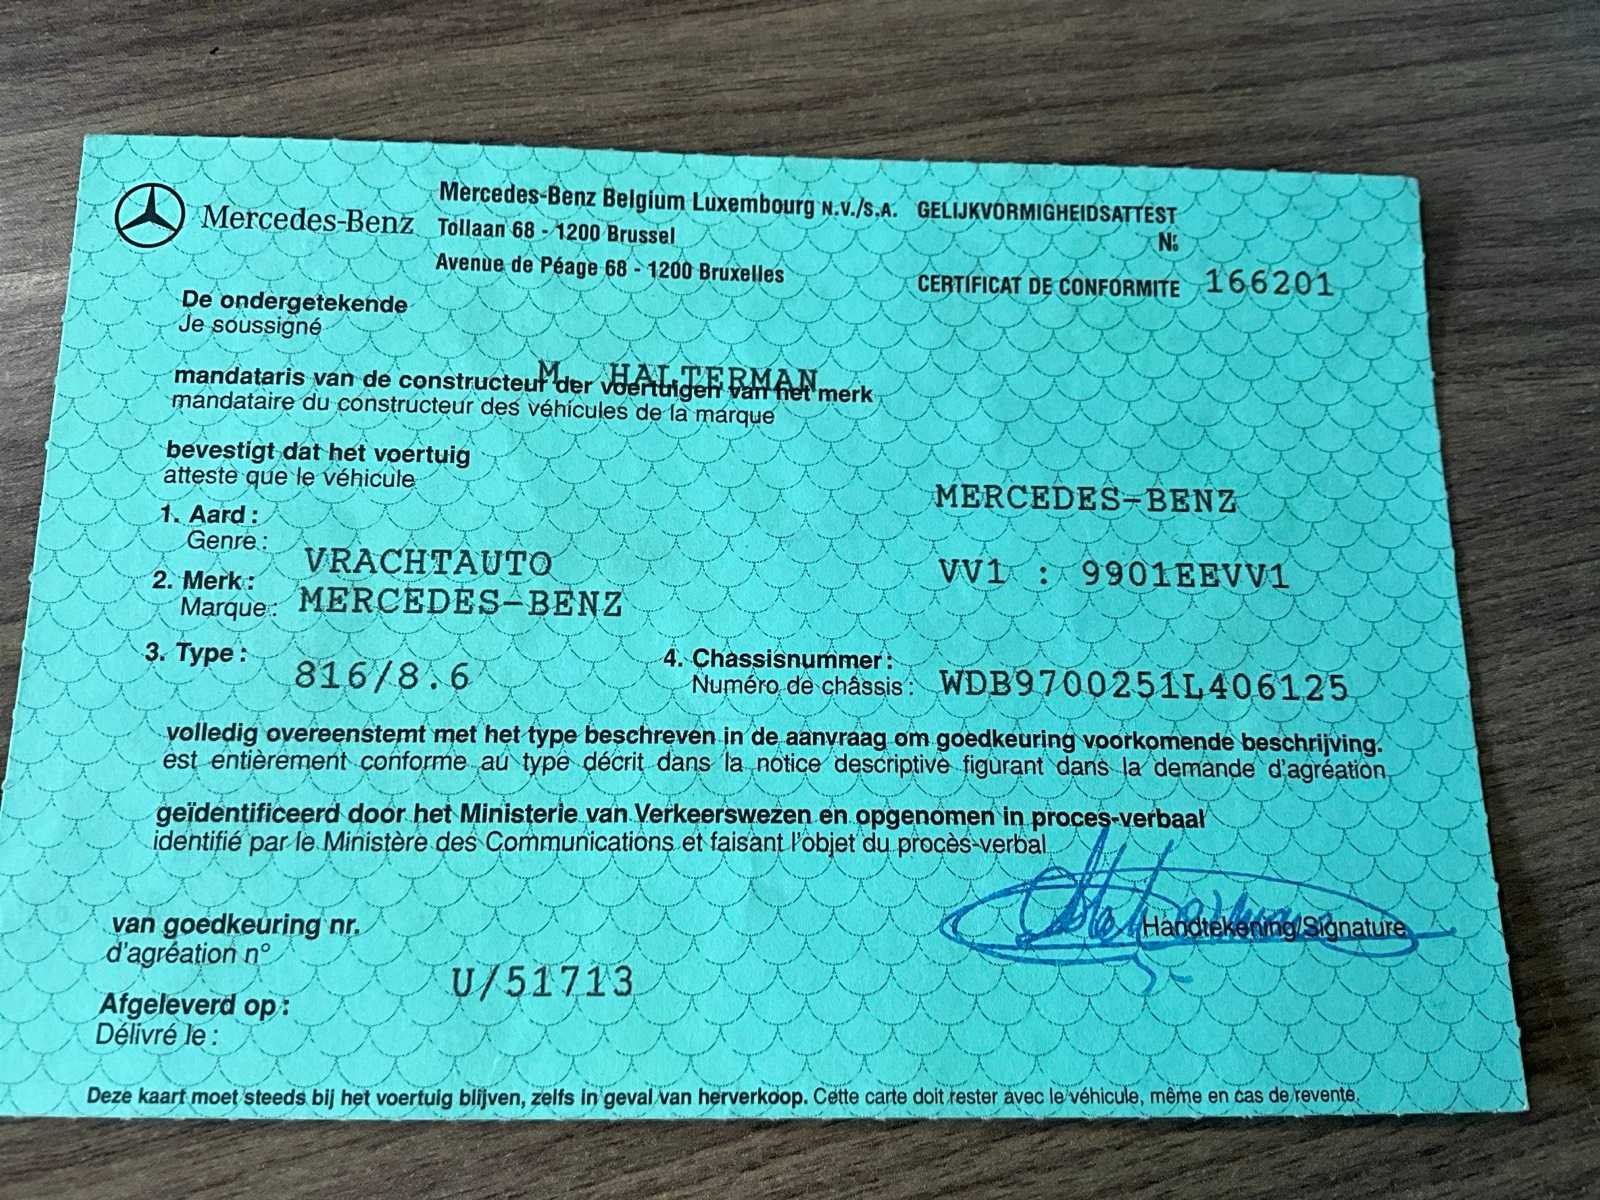 Mercedes-Benz
Mercedes-Benz Belgium Luxembourg N.V./S.A.
Tollaan 68 - 1200 Brussel
Avenue de Péage 68 - 1200 Bruxelles
GELIJKVORMIGHEIDSATTEST
Nr.
CERTIFICAT DE CONFORMITE 166201
De ondergetekende
Je soussigné
M. HALTERMAN
mandataris van de constructeur der voertuigen van het merk
mandataire du constructeur des véhicules de la marque
bevestigt dat het voertuig
atteste que le véhicule
MERCEDES-BENZ
1. Aard :
Genre :
VRACHTAUTO
VV1 : 9901EEVV1
2. Merk :
Marque : MERCEDES-BENZ
3. Type :
816/8.6
4. Chassisnummer :
Numéro de châssis : WDB9700251L406125
volledig overeenstemt met het type beschreven in de aanvraag om goedkeuring voorkomende beschrijving.
est entièrement conforme au type décrit dans la notice descriptive figurant dans la demande d'agréation
geïdentificeerd door het Ministerie van Verkeerswezen en opgenomen in proces-verbaal
identifié par le Ministère des Communications et faisant l'objet du procès-verbal
Handtekening/Signature
van goedkeuring nr.
d'agréation n°
U/51713
Afgeleverd op :
Délivré le :
Deze kaart moet steeds bij het voertuig blijven, zelfs in geval van herverkoop. Cette carte doit rester avec le véhicule, même en cas de revente.